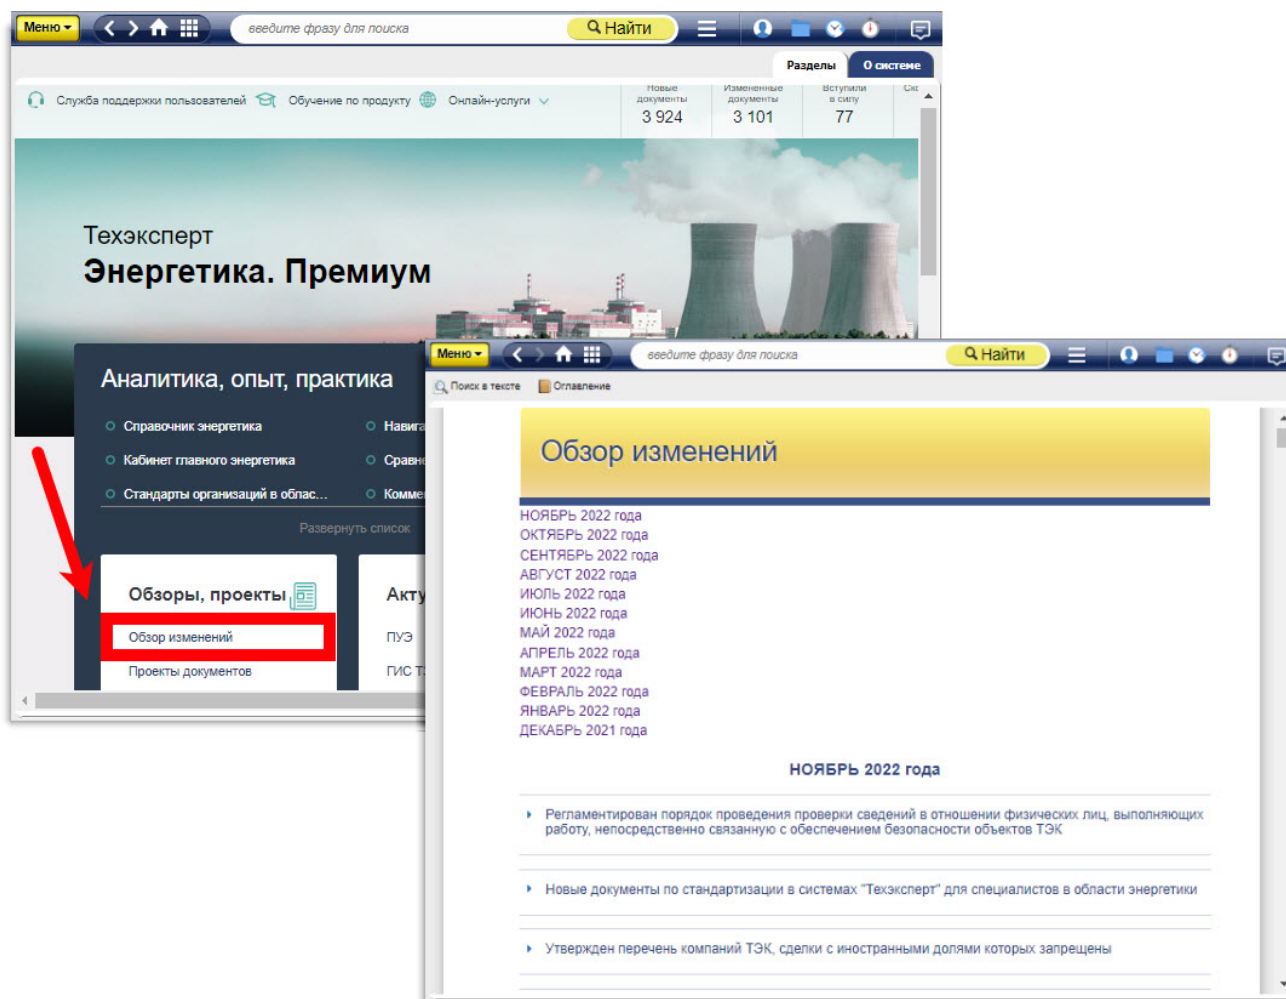 Меню
введите фразу для поиска
Найти
Разделы
О системе
Служба поддержки пользователей
Обучение по продукту
Онлайн-услуги
Новые
документы
3 924
Измененные
документы
3 101
Вступили
в силу
77
Техэксперт
Энергетика. Премиум
Аналитика, опыт, практика
Справочник энергетика
Навига
Кабинет главного энергетика
Сравне
Стандарты организаций в облас...
Комме
Развернуть список
Обзоры, проекты
Акту
Обзор изменений
ПУЭ
Проекты документов
ГИС Т
Меню
введите фразу для поиска
Найти
Поиск в тексте
Оглавление
Обзор изменений
НОЯБРЬ 2022 года
ОКТЯБРЬ 2022 года
СЕНТЯБРЬ 2022 года
АВГУСТ 2022 года
ИЮЛЬ 2022 года
ИЮНЬ 2022 года
МАЙ 2022 года
АПРЕЛЬ 2022 года
МАРТ 2022 года
ФЕВРАЛЬ 2022 года
ЯНВАРЬ 2022 года
ДЕКАБРЬ 2021 года
НОЯБРЬ 2022 года
Регламентирован порядок проведения проверки сведений в отношении физических лиц, выполняющих
работу, непосредственно связанную с обеспечением безопасности объектов ТЭК
Новые документы по стандартизации в системах "Техэксперт" для специалистов в области энергетики
Утвержден перечень компаний ТЭК, сделки с иностранными долями которых запрещены